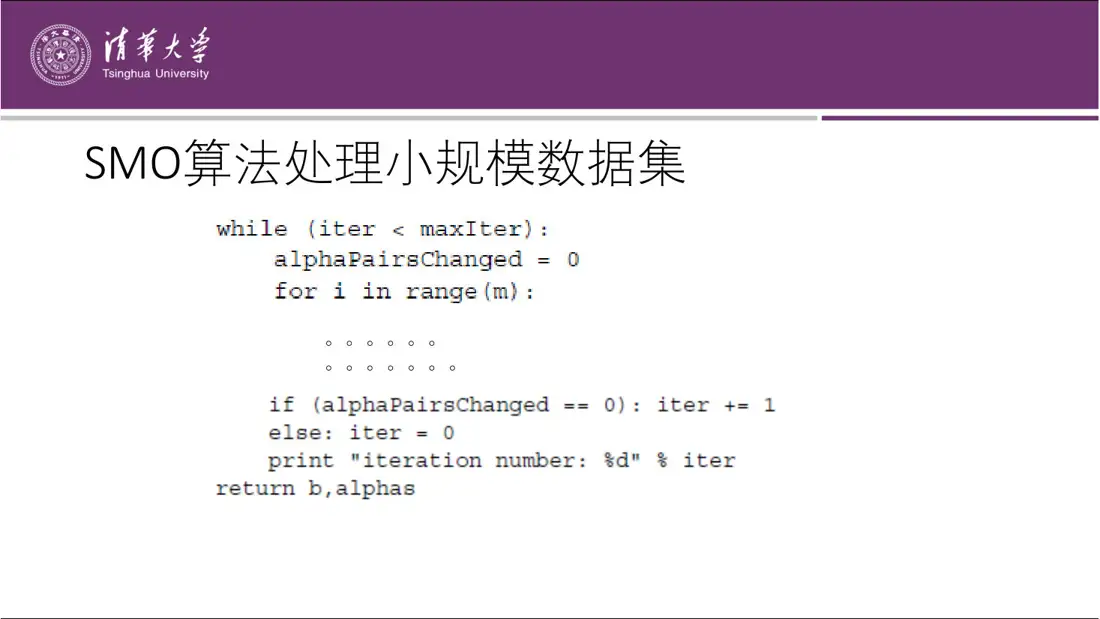 清华大学
Tsinghua University
SMO算法处理小规模数据集
while (iter < maxIter):
    alphaPairsChanged = 0
    for i in range(m):
        。。。。。。
        。。。。。。。
    if (alphaPairsChanged == 0): iter += 1
    else: iter = 0
    print "iteration number: %d" % iter
return b,alphas